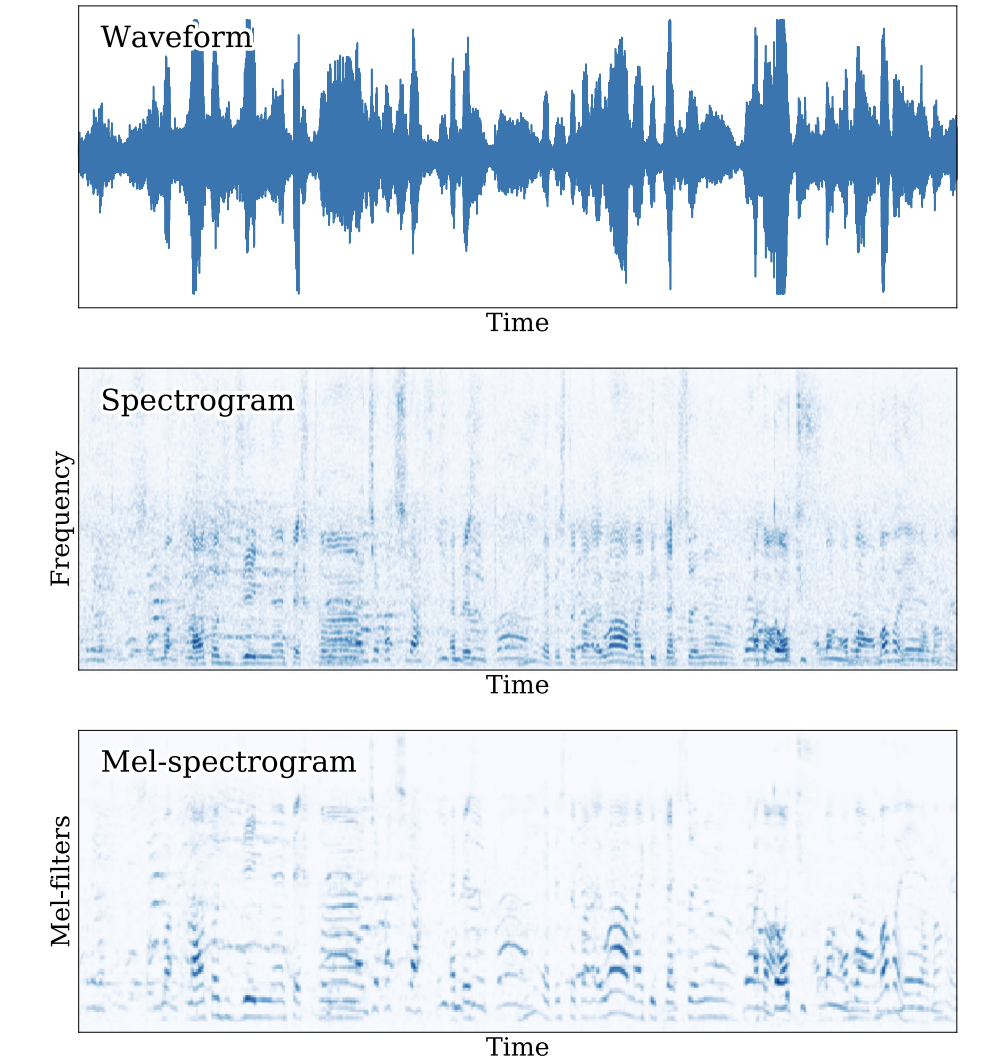 Waveform
Time
Spectrogram
Frequency
Time
Mel-spectrogram
Mel-filters
Time